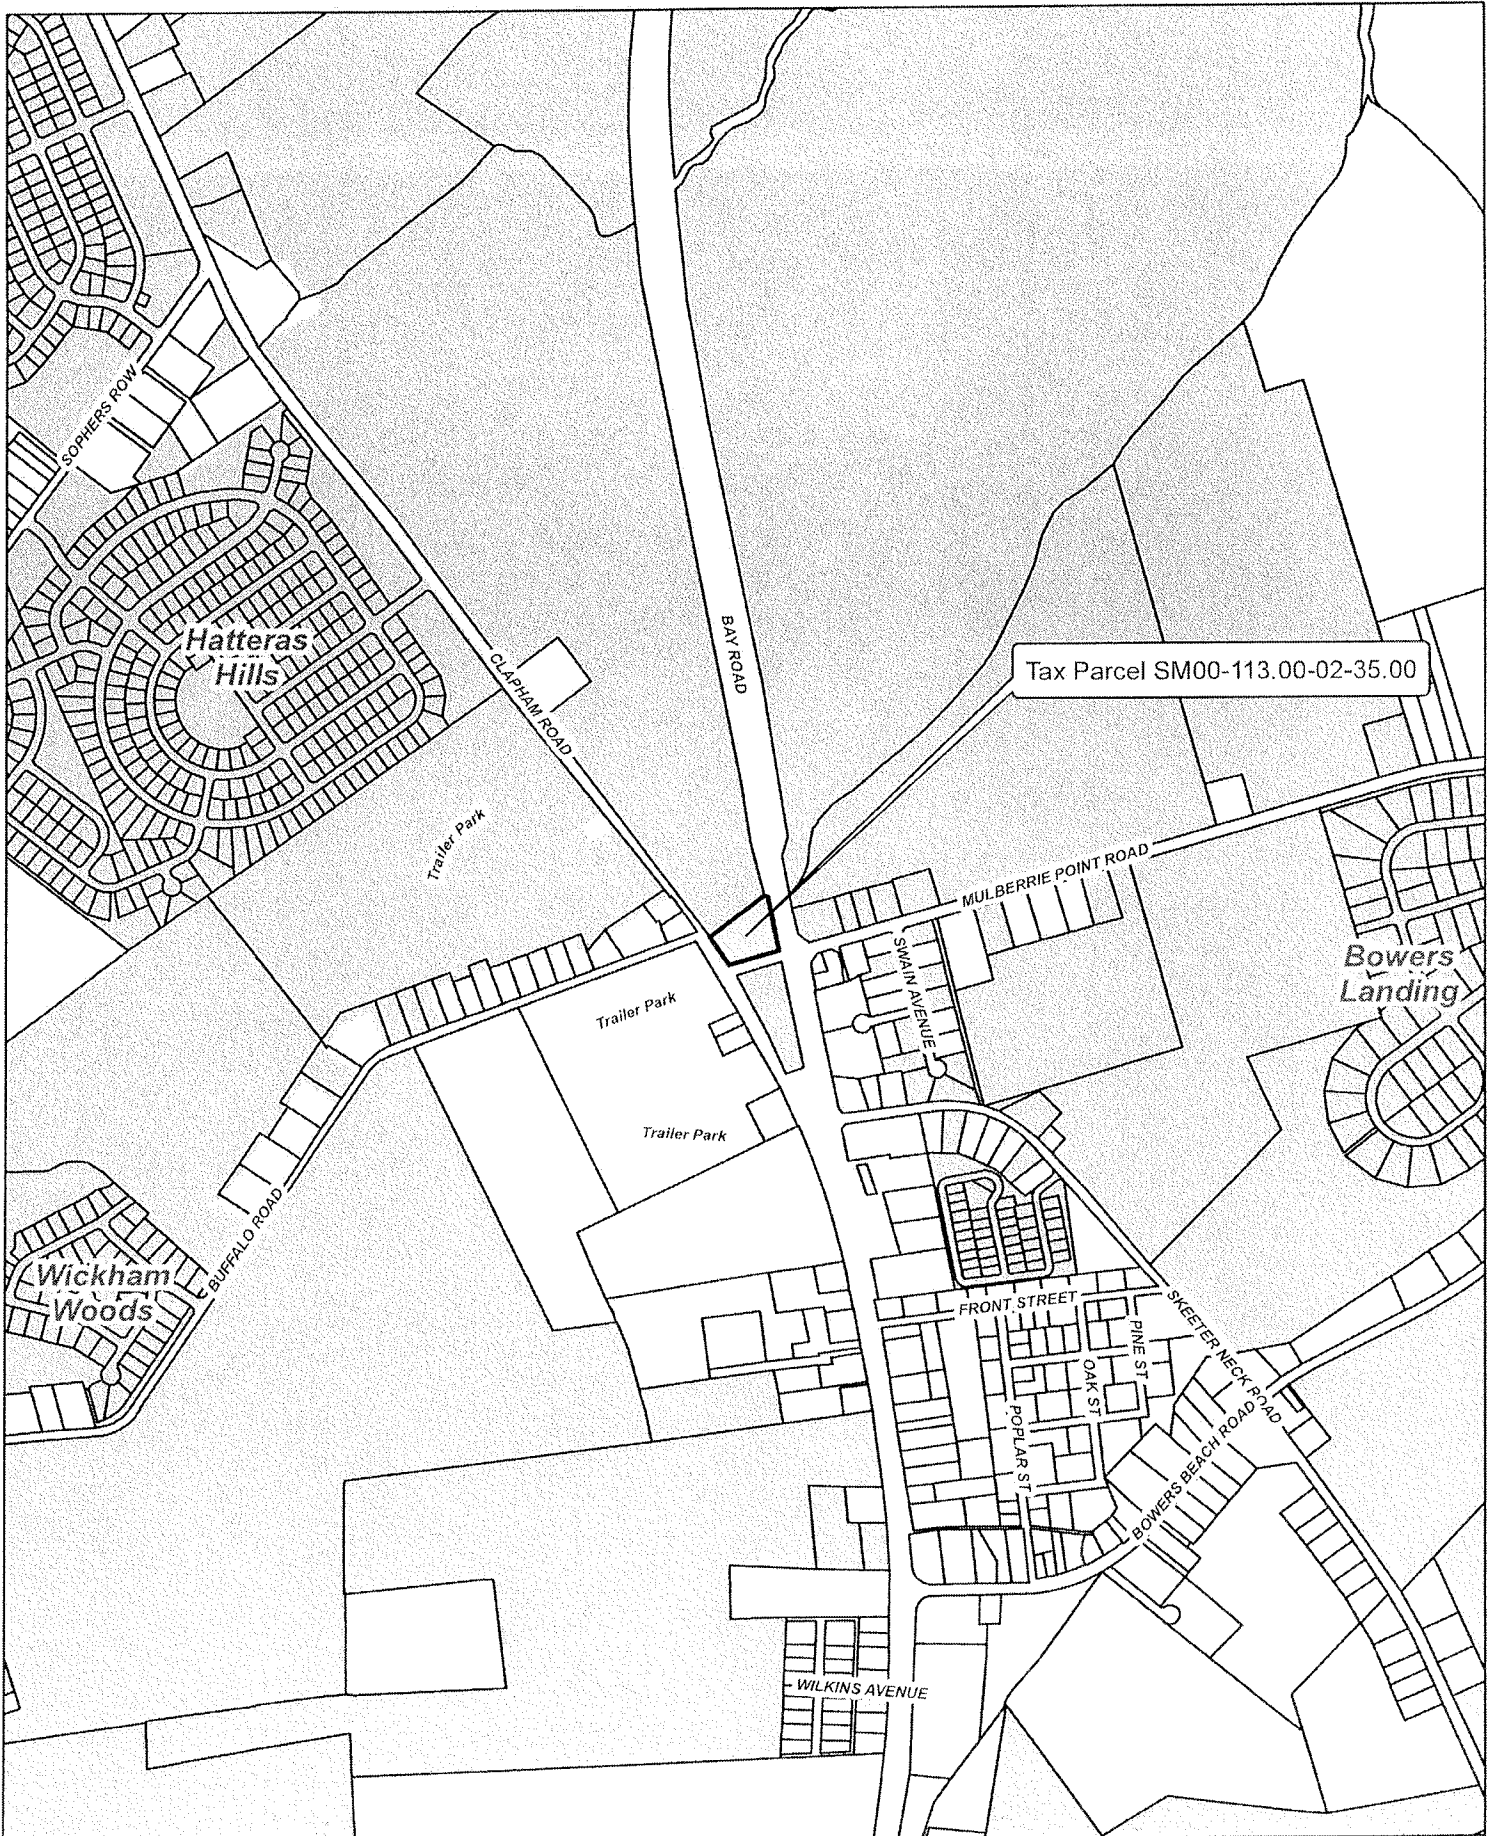 SOPHERS ROW
Hatteras
Hills
CLAPHAM ROAD
BAY ROAD
Tax Parcel SM00-113.00-02-35.00
Trailer Park
MULBERRIE POINT ROAD
SWAIN AVENUE
Bowers
Landing
Trailer Park
Trailer Park
BUFFALO ROAD
Wickham
Woods
FRONT STREET
SKEETER NECK ROAD
PINE ST
OAK ST
POPLAR ST
BOWERS BEACH ROAD
WILKINS AVENUE